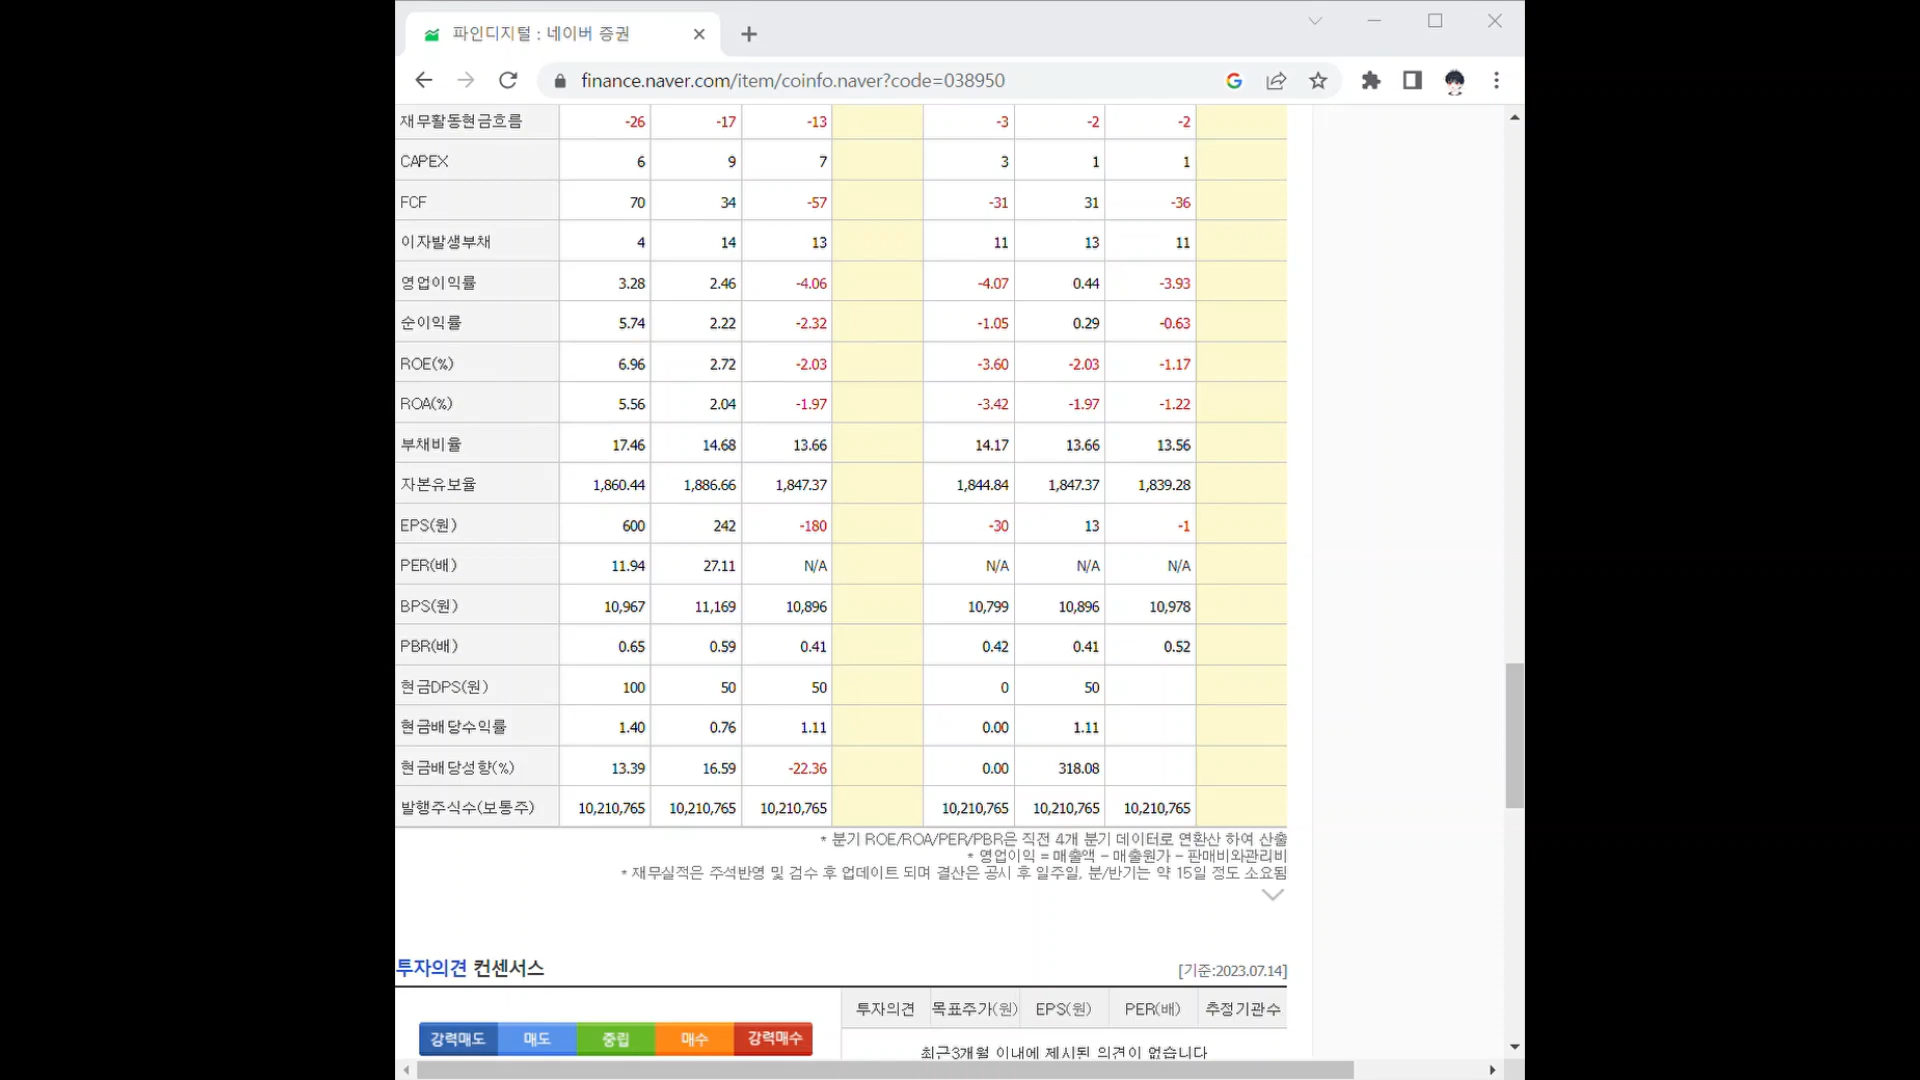 파인디지털 : 네이버 증권
finance.naver.com/item/coinfo.naver?code=038950
재무활동현금흐름 -26 -17 -13 -3 -2 -2
CAPEX 6 9 7 3 1 1
FCF 70 34 -57 -31 31 -36
이자발생부채 4 14 13 11 13 11
영업이익률 3.28 2.46 -4.06 -4.07 0.44 -3.93
순이익률 5.74 2.22 -2.32 -1.05 0.29 -0.63
ROE(%) 6.96 2.72 -2.03 -3.60 -2.03 -1.17
ROA(%) 5.56 2.04 -1.97 -3.42 -1.97 -1.22
부채비율 17.46 14.68 13.66 14.17 13.66 13.56
자본유보율 1,860.44 1,886.66 1,847.37 1,844.84 1,847.37 1,839.28
EPS(원) 600 242 -180 -30 13 -1
PER(배) 11.94 27.11 N/A N/A N/A N/A
BPS(원) 10,967 11,169 10,896 10,799 10,896 10,978
PBR(배) 0.65 0.59 0.41 0.42 0.41 0.52
현금DPS(원) 100 50 50 0 50
현금배당수익률 1.40 0.76 1.11 0.00 1.11
현금배당성향(%) 13.39 16.59 -22.36 0.00 318.08
발행주식수(보통주) 10,210,765 10,210,765 10,210,765 10,210,765 10,210,765 10,210,765
* 분기 ROE/ROA/PER/PBR은 직전 4개 분기 데이터로 연환산 하여 산출
* 영업이익 = 매출액 - 매출원가 - 판매비와관리비
* 재무실적은 주석반영 및 검수 후 업데이트 되며 결산은 공시 후 일주일, 분/반기는 약 15일 정도 소요됨
투자의견 컨센서스 [기준:2023.07.14]
투자의견 목표주가(원) EPS(원) PER(배) 추정기관수
강력매도 매도 중립 매수 강력매수
최근3개월 이내에 제시된 의견이 없습니다